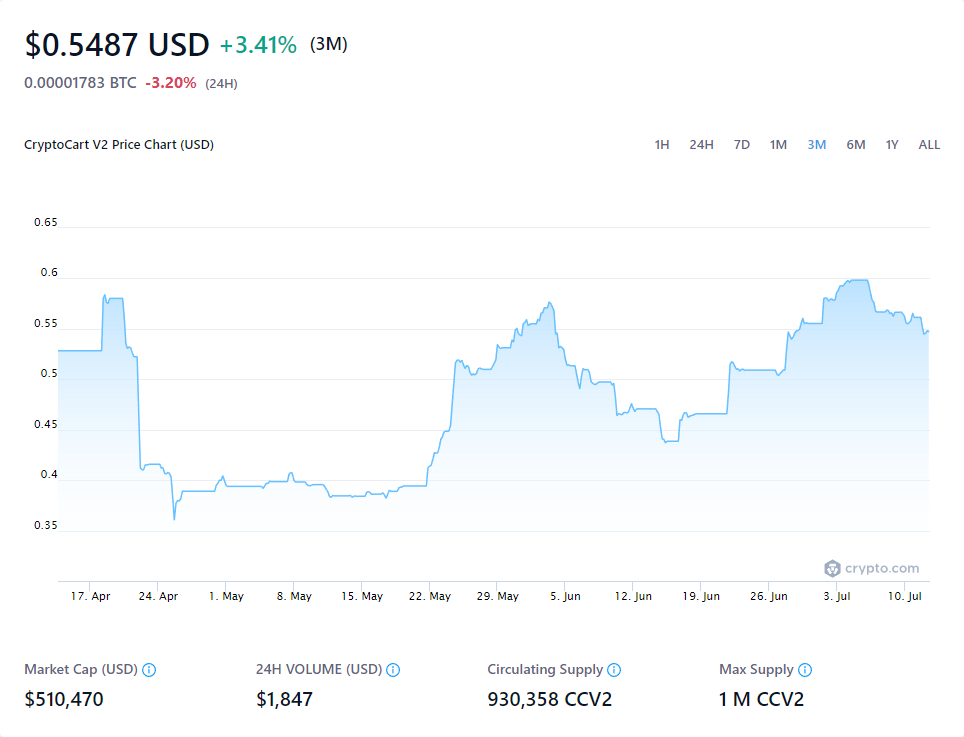 $0.5487 USD +3.41% (3M)
0.00001783 BTC -3.20% (24H)
CryptoCart V2 Price Chart (USD)
1H 24H 7D 1M 3M 6M 1Y ALL
0.65
0.6
0.55
0.5
0.45
0.4
0.35
crypto.com
17. Apr 24. Apr 1. May 8. May 15. May 22. May 29. May 5. Jun 12. Jun 19. Jun 26. Jun 3. Jul 10. Jul
Market Cap (USD) 24H VOLUME (USD) Circulating Supply Max Supply
$510,470 $1,847 930,358 CCV2 1 M CCV2